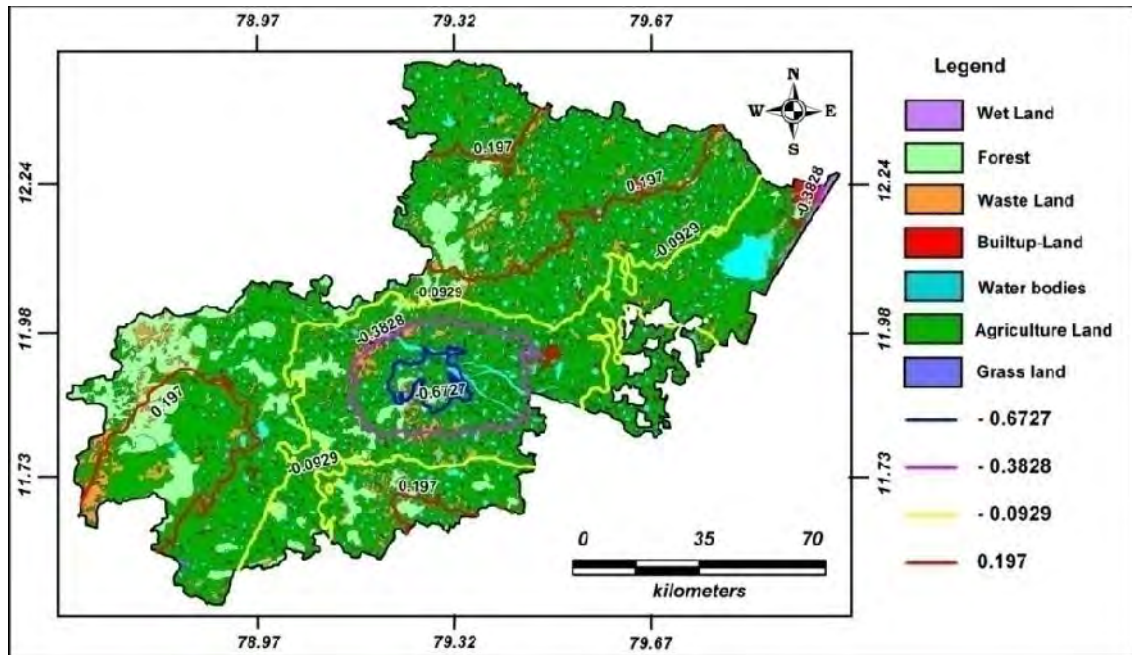 78.97 79.32 79.67
N
W E
S
12.24
11.98
11.73
12.24
11.98
11.73
0.197
0.197
-0.3828
-0.0929
-0.0929
-0.3828
-0.6727
0.197
-0.0929
0.197
0 35 70
kilometers
78.97 79.32 79.67
Legend
Wet Land
Forest
Waste Land
Builtup-Land
Water bodies
Agriculture Land
Grass land
- 0.6727
- 0.3828
- 0.0929
0.197